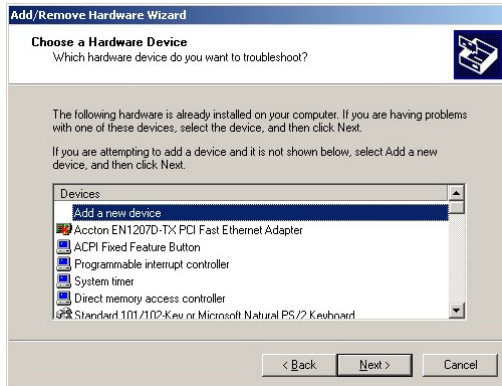 Add/Remove Hardware Wizard
Choose a Hardware Device
Which hardware device do you want to troubleshoot?
The following hardware is already installed on your computer. If you are having problems
with one of these devices, select the device, and then click Next.
If you are attempting to add a device and it is not shown below, select Add a new
device, and then click Next.
Devices
Add a new device
Accton EN1207D-TX PCI Fast Ethernet Adapter
ACPI Fixed Feature Button
Programmable interrupt controller
System timer
Direct memory access controller
Standard 101/102-Key or Microsoft Natural PS/2 Keyboard
< Back
Next >
Cancel